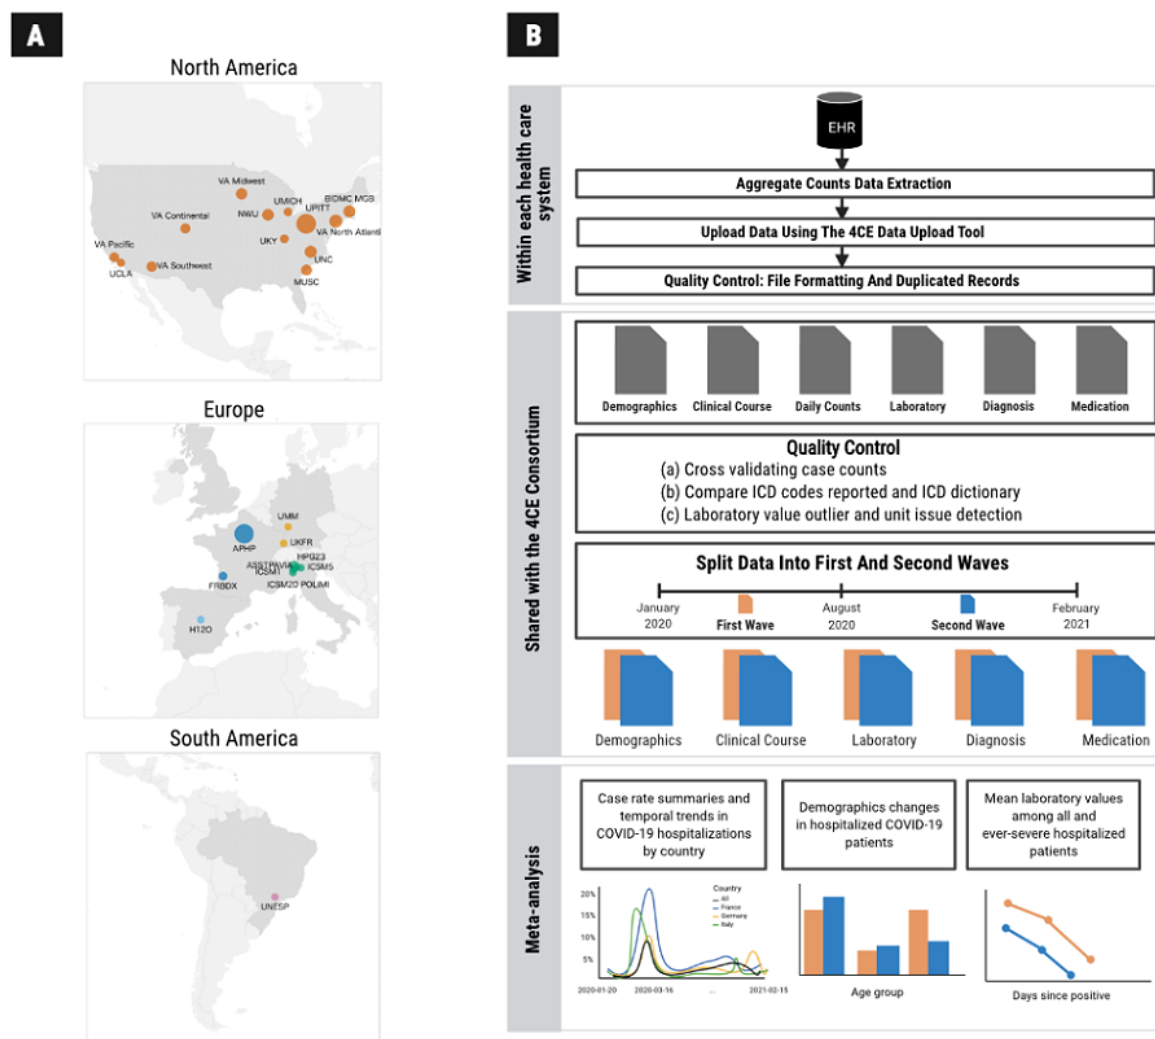 A
North America
VA Midwest
UMICH
BIDMC MGB
NWU
UPITT
VA Continental
VA North Atlanti
UKY
VA Pacific
UNC
UCLA
VA Southwest
MUSC
Europe
UMM
APHP
UKFR
HPG23
ASSTPAVIA
ICSM5
ICSM1
FRBDX
ICSM20 POLIMI
H12O
South America
UNESP
B
Within each health care
system
EHR
Aggregate Counts Data Extraction
Upload Data Using The 4CE Data Upload Tool
Quality Control: File Formatting And Duplicated Records
Shared with the 4CE Consortium
Demographics Clinical Course Daily Counts Laboratory Diagnosis Medication
Quality Control
(a) Cross validating case counts
(b) Compare ICD codes reported and ICD dictionary
(c) Laboratory value outlier and unit issue detection
Split Data Into First And Second Waves
January
2020
First Wave
August
2020
Second Wave
February
2021
Demographics Clinical Course Laboratory Diagnosis Medication
Meta-analysis
Case rate summaries and
temporal trends in
COVID-19 hospitalizations
by country
Demographics changes
in hospitalized COVID-19
patients
Mean laboratory values
among all and
ever-severe hospitalized
patients
20%
15%
10%
5%
Country
All
France
Germany
Italy
2020-01-20 2020-03-16 ... 2021-02-15
Age group
Days since positive